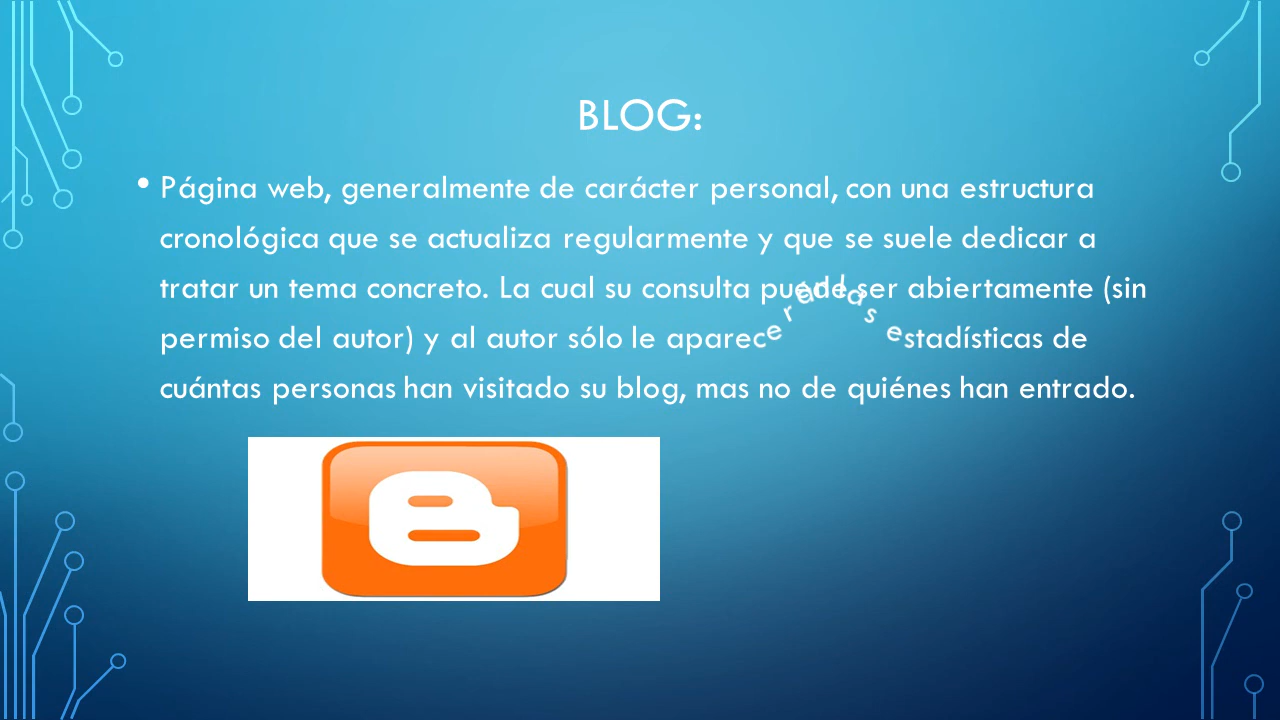 BLOG:
• Página web, generalmente de carácter personal, con una estructura
cronológica que se actualiza regularmente y que se suele dedicar a
tratar un tema concreto. La cual su consulta puede ser abiertamente (sin
permiso del autor) y al autor sólo le aparecerán las estadísticas de
cuántas personas han visitado su blog, mas no de quiénes han entrado.